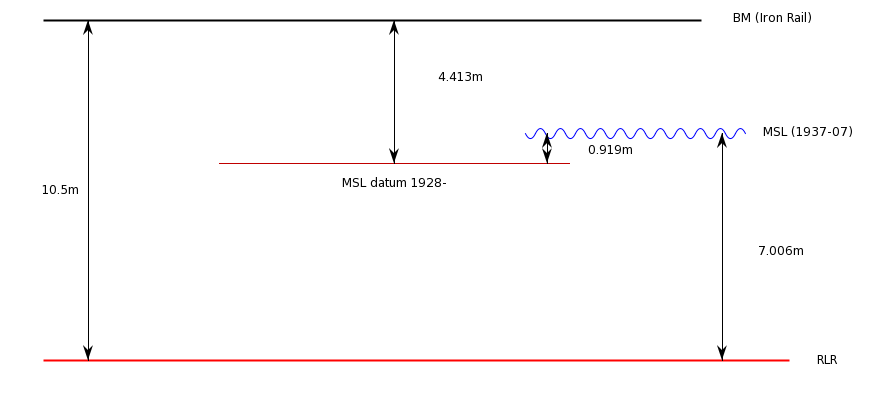 BM (Iron Rail)
4.413m
MSL (1937-07)
0.919m
MSL datum 1928-
10.5m
7.006m
RLR